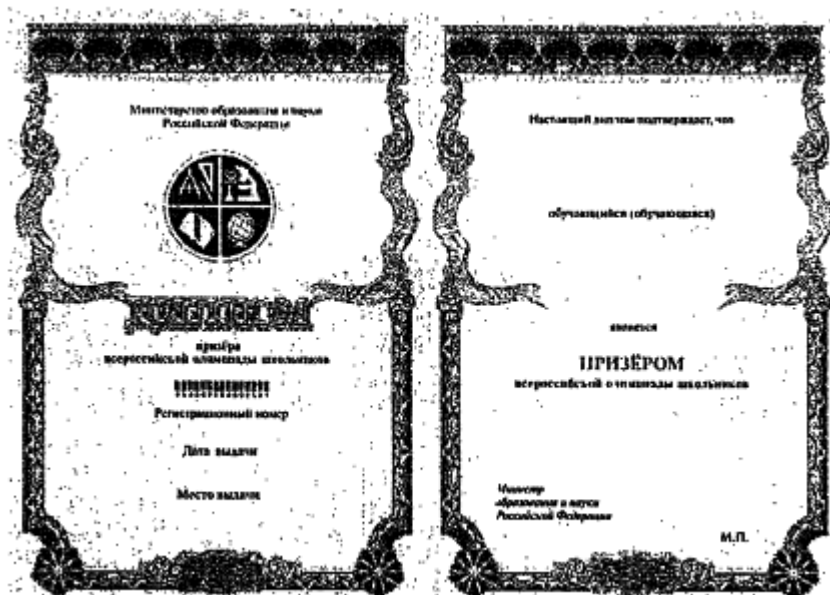 Министерство образования и науки
Российской Федерации
призёра
всероссийской олимпиады школьников
Регистрационный номер
Дата выдачи
Место выдачи
Настоящий диплом подтверждает, что
обучающийся (обучающаяся)
является
ПРИЗЁРОМ
всероссийской олимпиады школьников
Министр
образования и науки
Российской Федерации
М.П.